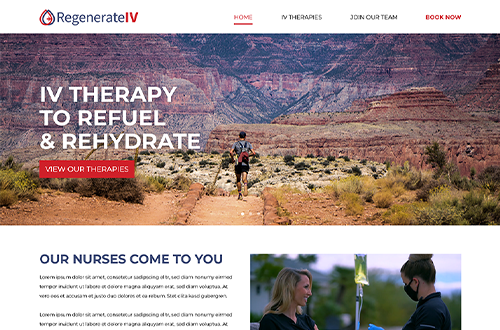 RegenerateIV
HOME IV THERAPIES JOIN OUR TEAM BOOK NOW
IV THERAPY
TO REFUEL
& REHYDRATE
VIEW OUR THERAPIES
OUR NURSES COME TO YOU
Lorem ipsum dolor sit amet, consetetur sadipscing elitr, sed diam nonumy eirmod
tempor invidunt ut labore et dolore magna aliquyam erat, sed diam voluptua. At
vero eos et accusam et justo duo dolores et ea rebum. Stet clita kasd gubergren.
Lorem ipsum dolor sit amet, consetetur sadipscing elitr, sed diam nonumy eirmod
tempor invidunt ut labore et dolore magna aliquyam erat, sed diam voluptua. At